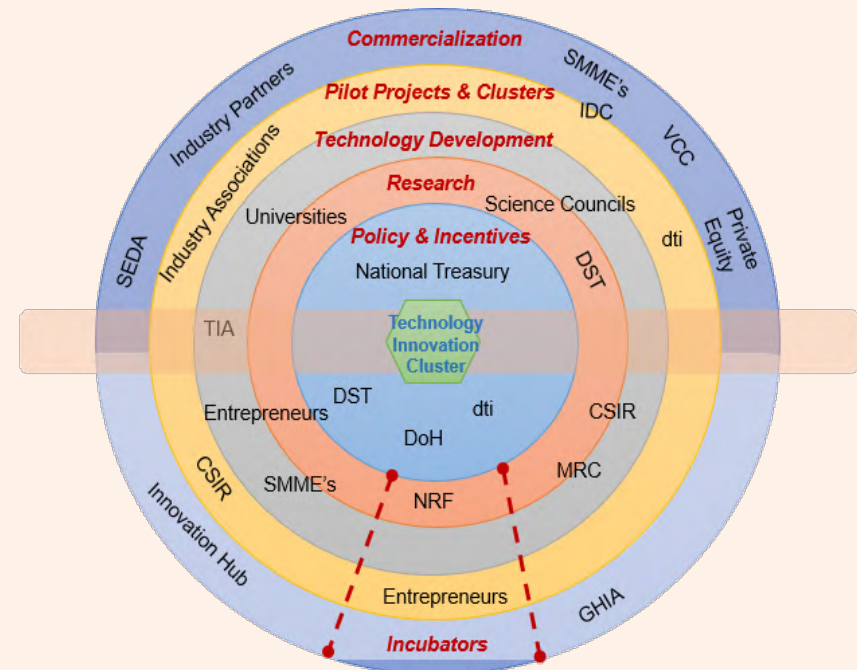 Commercialization
Industry Partners
SMME's
Pilot Projects & Clusters
IDC
VCC
Technology Development
Industry Associations
Research
Universities
Science Councils
Private
Equity
dti
Policy & Incentives
SEDA
National Treasury
DST
TIA
Technology
Innovation
Cluster
DST
Entrepreneurs
dti
CSIR
DoH
CSIR
SMME's
MRC
NRF
Innovation Hub
Entrepreneurs
GHIA
Incubators